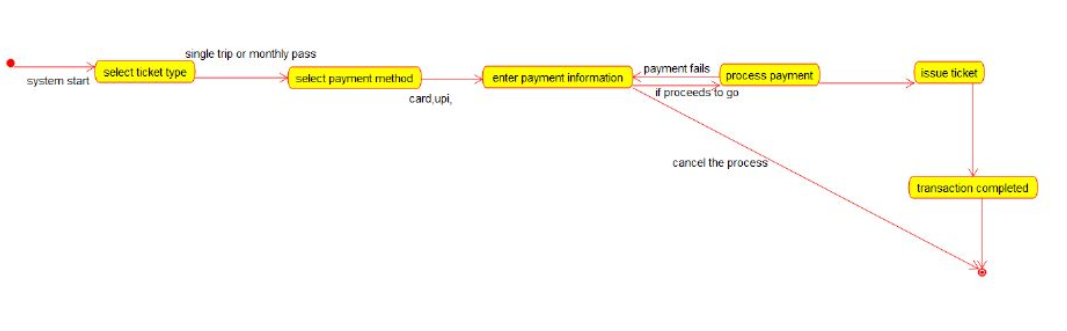 single trip or monthly pass
system start
select ticket type
select payment method
card,upi,
enter payment information
payment fails
if proceeds to go
process payment
issue ticket
cancel the process
transaction completed